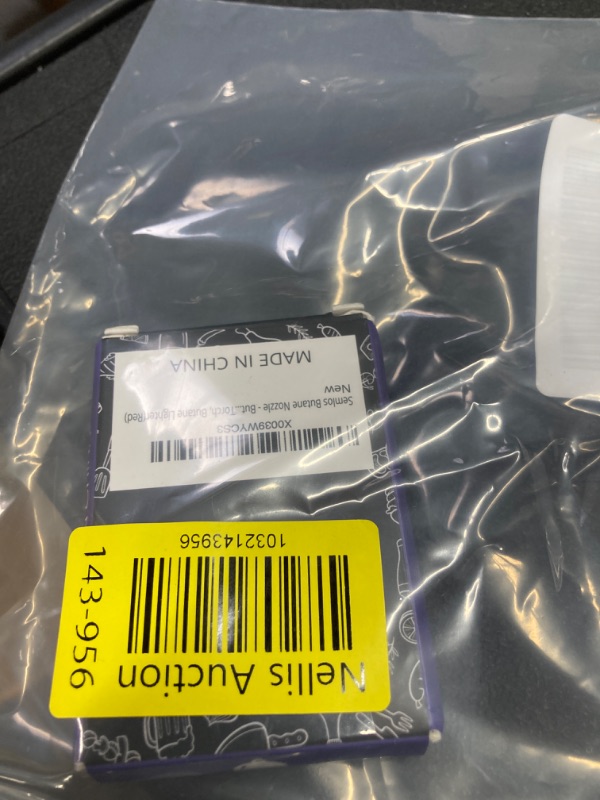 X0039WYCS3
Semlos Butane Nozzle - But...Torch, Butane Lighter(Red)
New
MADE IN CHINA
Nellis Auction
1032143956
143-956